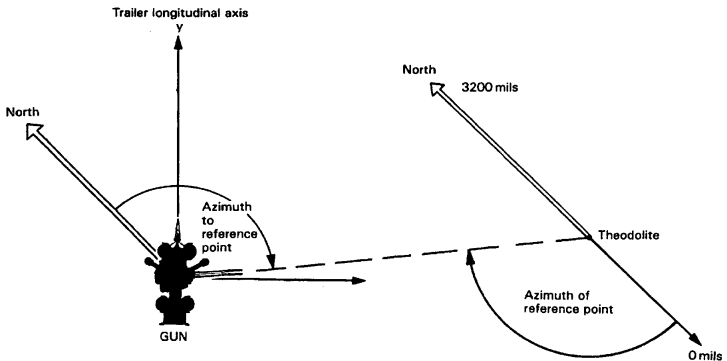 Trailer longitudinal axis
y
North
Azimuth
to
reference
point
GUN
North
3200 mils
Theodolite
Azimuth of
reference point
0 mils